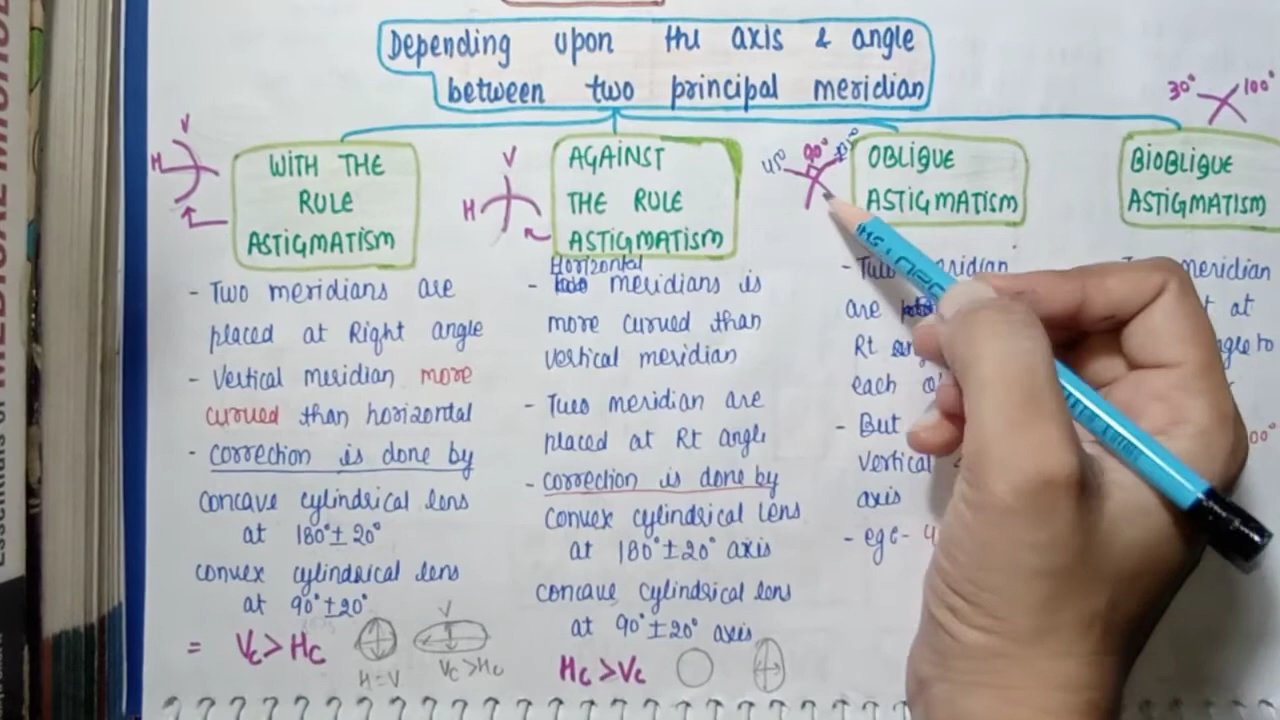 Depending upon the axis & angle
between two principal meridian
V
H
WITH THE
RULE
ASTIGMATISM
- Two meridians are
placed at Right angle
- Vertical meridian more
curved than horizontal
- correction is done by
concave cylindrical lens
at 180° ± 20°
convex cylindrical lens
at 90° ± 20°
= Vc > Hc
H = V
V
Vc > Hc
V
H
AGAINST
THE RULE
ASTIGMATISM
Horizontal
- meridians is
more curved than
vertical meridian
- Two meridian are
placed at Rt angle
- correction is done by
convex cylindrical lens
at 180° ± 20° axis
concave cylindrical lens
at 90° ± 20° axis
Hc > Vc
45°
90°
OBLIQUE
ASTIGMATISM
- Two
are
Rt
each
- But
vertical
axis
- eg:-
30°
100°
BIOBLIQUE
ASTIGMATISM
meridian
at
to
MEDICAL